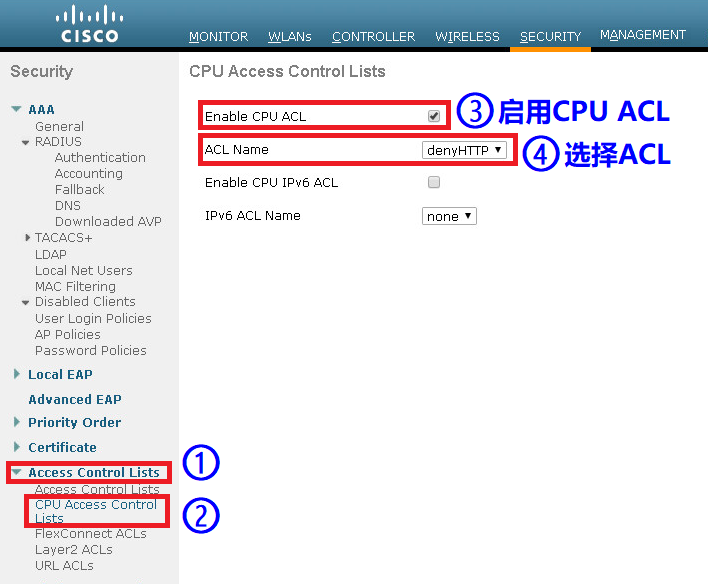 CISCO
MONITOR WLANs CONTROLLER WIRELESS SECURITY MANAGEMENT
Security
AAA
General
RADIUS
Authentication
Accounting
Fallback
DNS
Downloaded AVP
TACACS+
LDAP
Local Net Users
MAC Filtering
Disabled Clients
User Login Policies
AP Policies
Password Policies
Local EAP
Advanced EAP
Priority Order
Certificate
Access Control Lists ①
Access Control Lists
CPU Access Control
Lists ②
FlexConnect ACLs
Layer2 ACLs
URL ACLs
CPU Access Control Lists
Enable CPU ACL ③启用CPU ACL
ACL Name denyHTTP ④选择ACL
Enable CPU IPv6 ACL
IPv6 ACL Name none